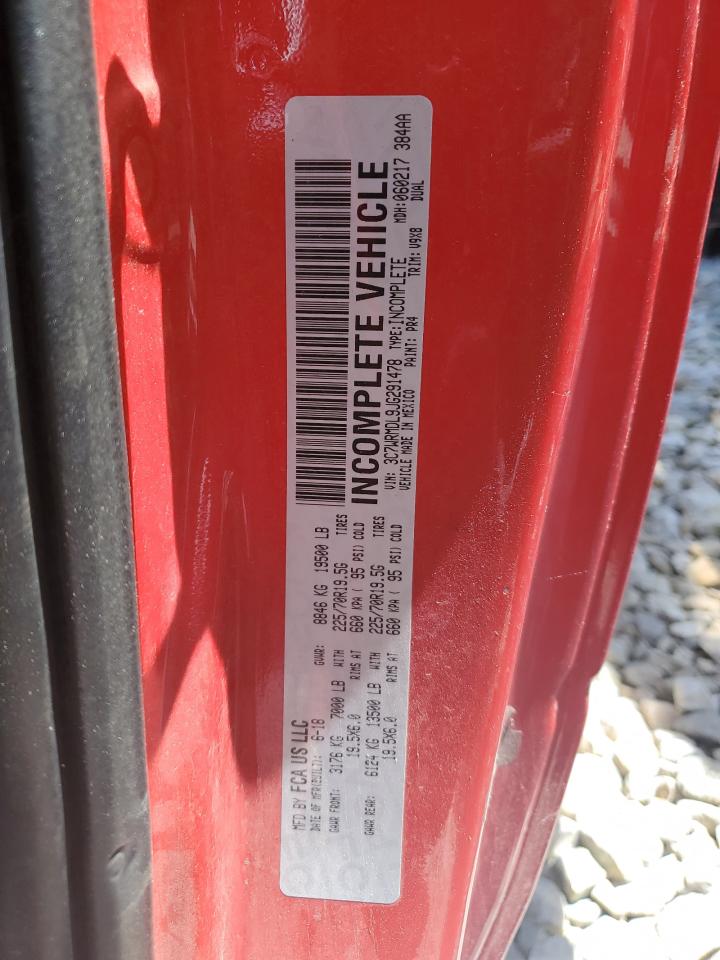 MFD BY FCA US LLC
DATE OF MFR(BUILT): 6-18 GVWR: 8846 KG 19500 LB
GAWR FRONT: 3176 KG 7000 LB WITH 225/70R19.5G TIRES
19.5X6.0 RIMS AT 660 KPA ( 95 PSI) COLD
GAWR REAR: 6124 KG 13500 LB WITH 225/70R19.5G TIRES
19.5X6.0 RIMS AT 660 KPA ( 95 PSI) COLD
INCOMPLETE VEHICLE
VIN: 3C7WRMDL9JG291478 TYPE:INCOMPLETE MDH:060217 384AA
VEHICLE MADE IN MEXICO PAINT: PR4 TRIM: V9X8 DUAL